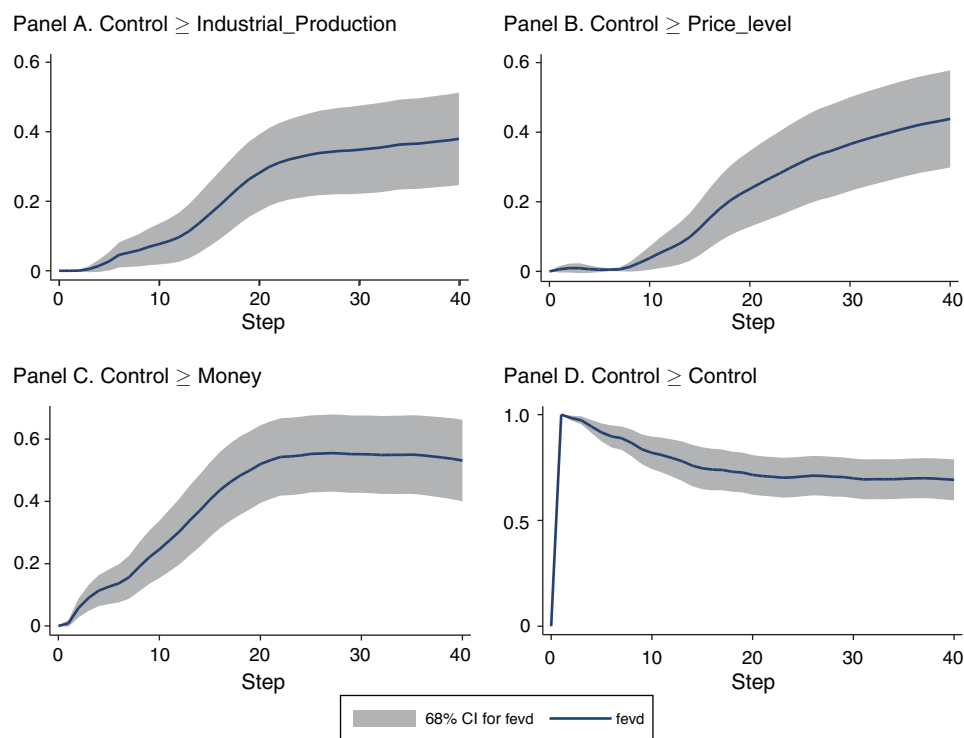 Panel A. Control ≥ Industrial_Production
0.6
0.4
0.2
0
0 10 20 30 40
Step
Panel B. Control ≥ Price_level
0.6
0.4
0.2
0
0 10 20 30 40
Step
Panel C. Control ≥ Money
0.6
0.4
0.2
0
0 10 20 30 40
Step
Panel D. Control ≥ Control
1.0
0.5
0
0 10 20 30 40
Step
68% CI for fevd fevd